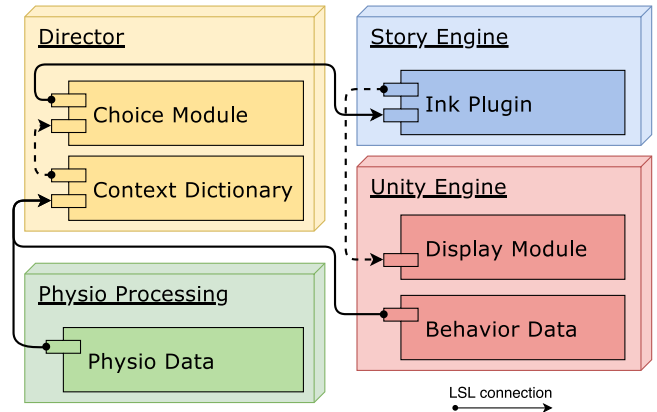 Director
Choice Module
Context Dictionary
Story Engine
Ink Plugin
Unity Engine
Display Module
Behavior Data
Physio Processing
Physio Data
LSL connection